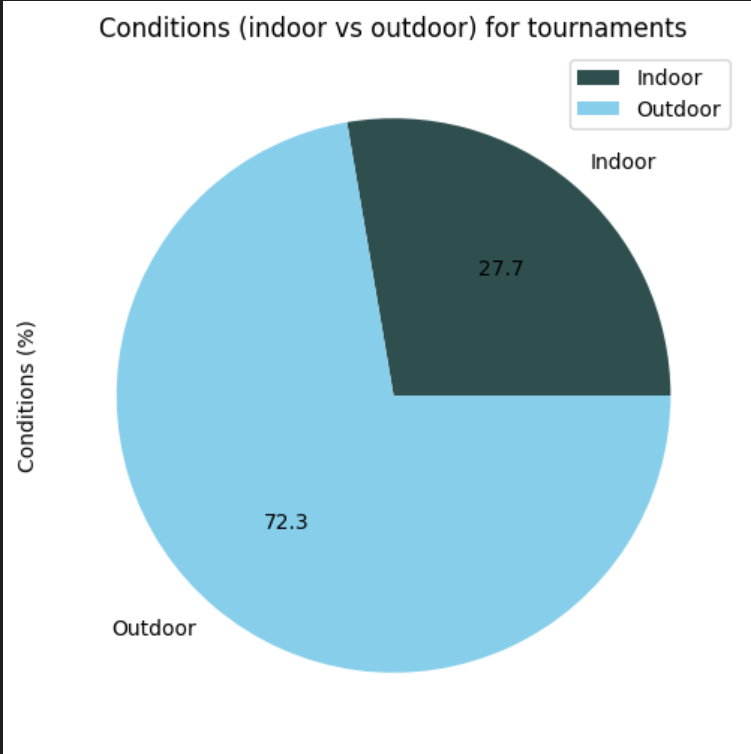 Conditions (indoor vs outdoor) for tournaments
Indoor
Outdoor
Indoor
27.7
Conditions (%)
72.3
Outdoor